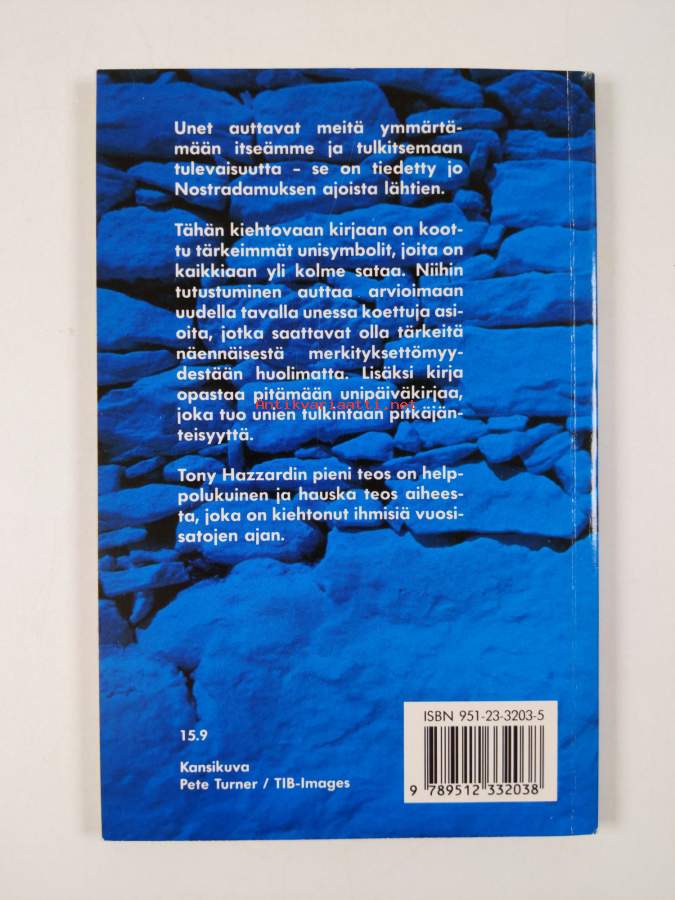 Unet auttavat meitä ymmärtä-
mään itseämme ja tulkitsemaan
tulevaisuutta – se on tiedetty jo
Nostradamuksen ajoista lähtien.
Tähän kiehtovaan kirjaan on koot-
tu tärkeimmät unisymbolit, joita on
kaikkiaan yli kolme sataa. Niihin
tutustuminen auttaa arvioimaan
uudella tavalla unessa koettuja asi-
oita, jotka saattavat olla tärkeitä
näennäisestä merkityksettömyy-
destään huolimatta. Lisäksi kirja
opastaa pitämään unipäiväkirjaa,
Antikvariaatti.net
joka tuo unien tulkintaan pitkäjän-
teisyyttä.
Tony Hazzardin pieni teos on help-
polukuinen ja hauska teos aihees-
ta, joka on kiehtonut ihmisiä vuosi-
satojen ajan.
ISBN 951-23-3203-5
15.9
Kansikuva
Pete Turner / TIB-Images
9 789512 332038